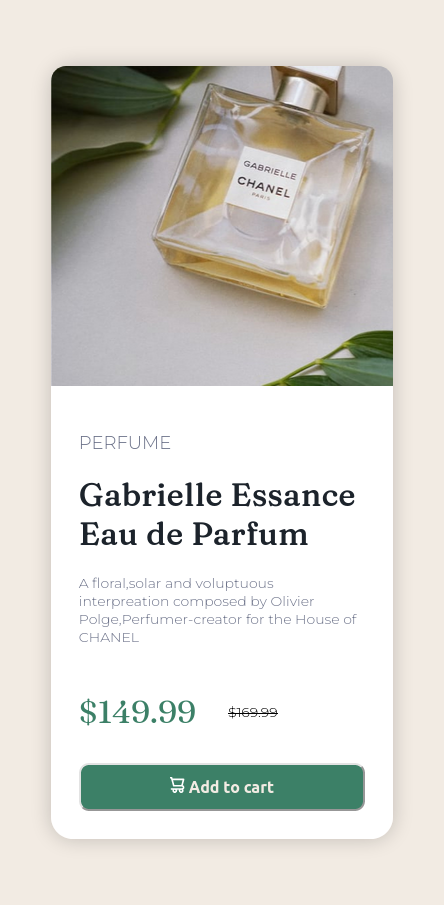 GABRIELLE
CHANEL
PARIS
PERFUME
Gabrielle Essance
Eau de Parfum
A floral,solar and voluptuous
interpreation composed by Olivier
Polge,Perfumer-creator for the House of
CHANEL
$149.99 $169.99
Add to cart